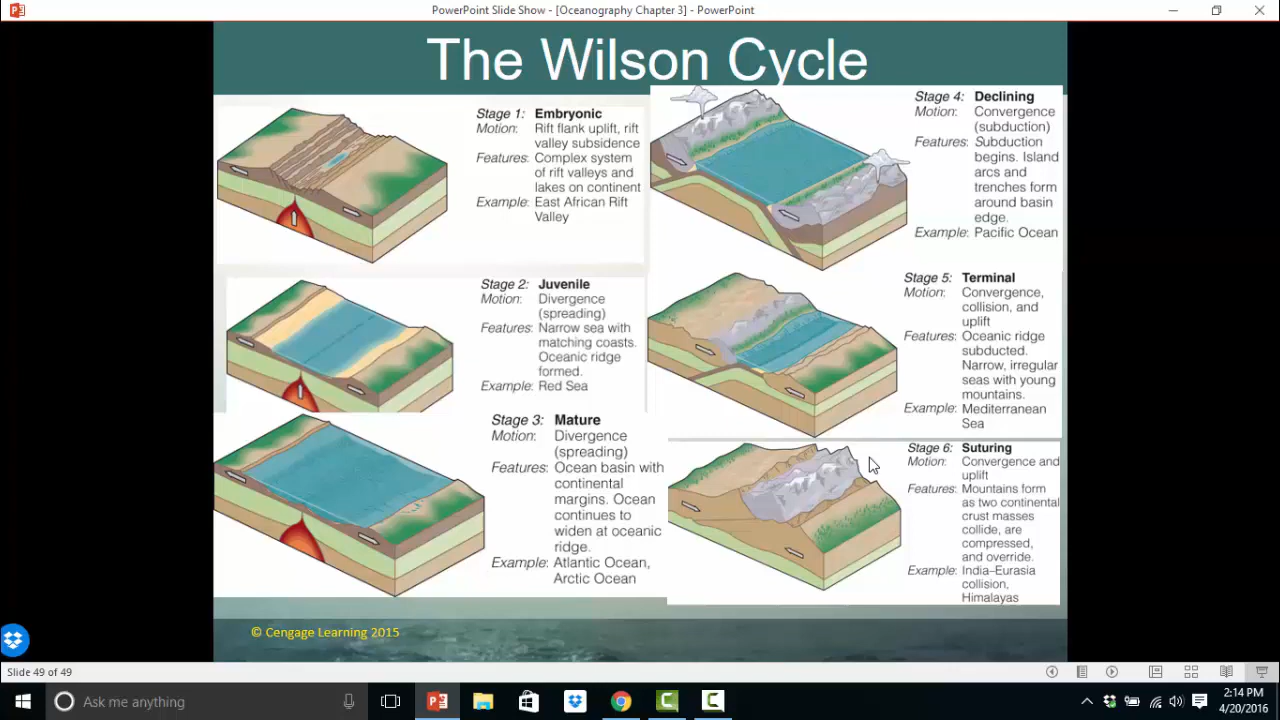 PowerPoint Slide Show - [Oceanography Chapter 3] - PowerPoint
The Wilson Cycle
Stage 1: Embryonic
Motion: Rift flank uplift, rift
valley subsidence
Features: Complex system
of rift valleys and
lakes on continent
Example: East African Rift
Valley
Stage 2: Juvenile
Motion: Divergence
(spreading)
Features: Narrow sea with
matching coasts.
Oceanic ridge
formed.
Example: Red Sea
Stage 3: Mature
Motion: Divergence
(spreading)
Features: Ocean basin with
continental
margins. Ocean
continues to
widen at oceanic
ridge.
Example: Atlantic Ocean,
Arctic Ocean
Stage 4: Declining
Motion: Convergence
(subduction)
Features: Subduction
begins. Island
arcs and
trenches form
around basin
edge.
Example: Pacific Ocean
Stage 5: Terminal
Motion: Convergence,
collision, and
uplift
Features: Oceanic ridge
subducted.
Narrow, irregular
seas with young
mountains.
Example: Mediterranean
Sea
Stage 6: Suturing
Motion: Convergence and
uplift
Features: Mountains form
as two continental
crust masses
collide, are
compressed,
and override.
Example: India–Eurasia
collision,
Himalayas
© Cengage Learning 2015
Slide 49 of 49
Ask me anything
2:14 PM
4/20/2016